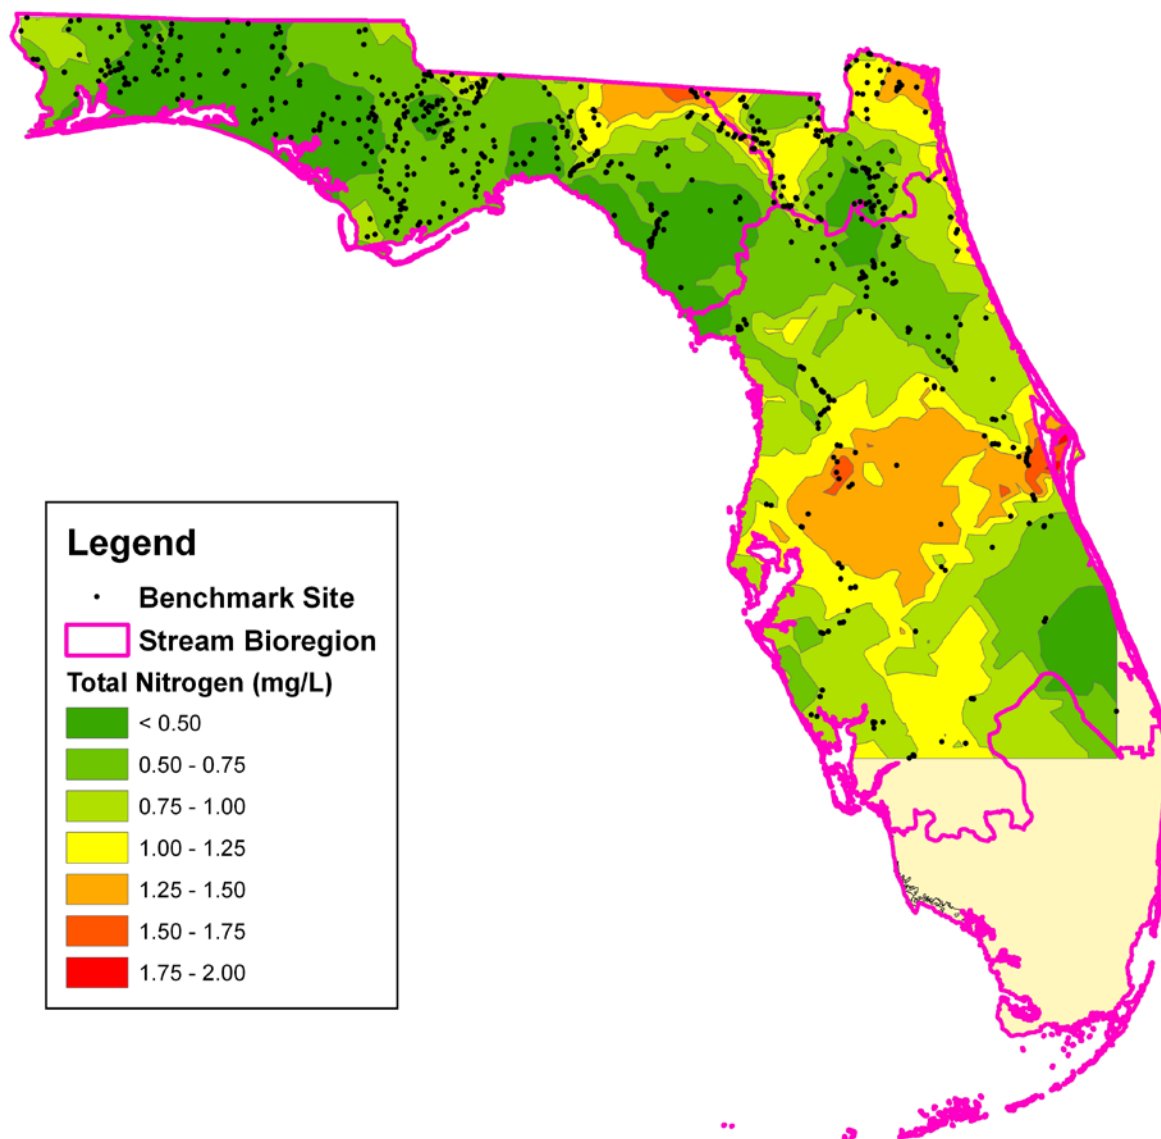 Legend
Benchmark Site
Stream Bioregion
Total Nitrogen (mg/L)
< 0.50
0.50 - 0.75
0.75 - 1.00
1.00 - 1.25
1.25 - 1.50
1.50 - 1.75
1.75 - 2.00